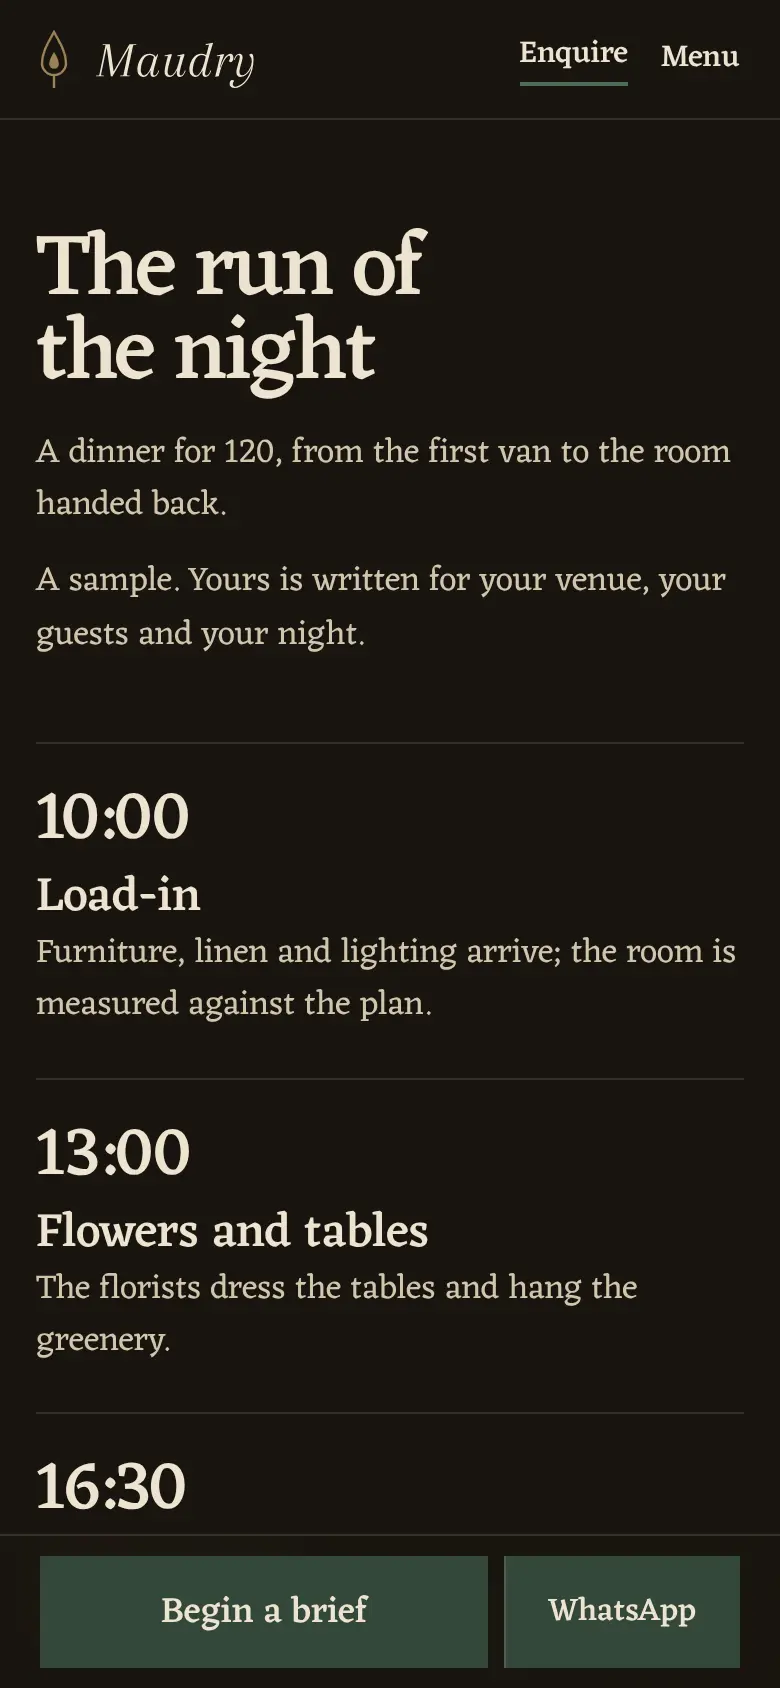 Maudry
Enquire
Menu
The run of
the night
A dinner for 120, from the first van to the room
handed back.
A sample. Yours is written for your venue, your
guests and your night.
10:00
Load-in
Furniture, linen and lighting arrive; the room is
measured against the plan.
13:00
Flowers and tables
The florists dress the tables and hang the
greenery.
16:30
Begin a brief
WhatsApp